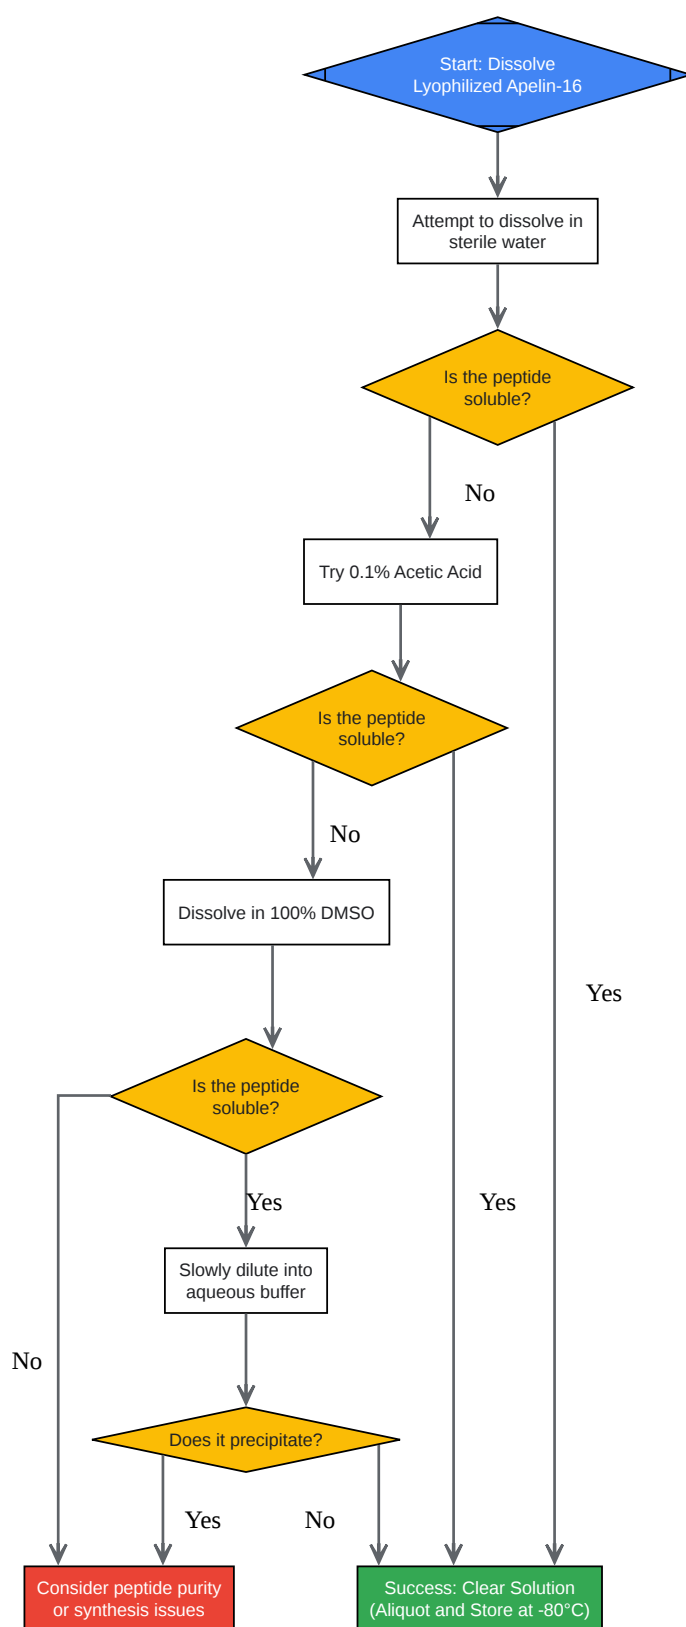 Start: Dissolve
Lyophilized Apelin-16
Attempt to dissolve in
sterile water
Is the peptide
soluble?
No
Try 0.1% Acetic Acid
Is the peptide
soluble?
No
Dissolve in 100% DMSO
Yes
Is the peptide
soluble?
Yes
Yes
Slowly dilute into
aqueous buffer
No
Does it precipitate?
Yes
No
Consider peptide purity
or synthesis issues
Success: Clear Solution
(Aliquot and Store at -80°C)